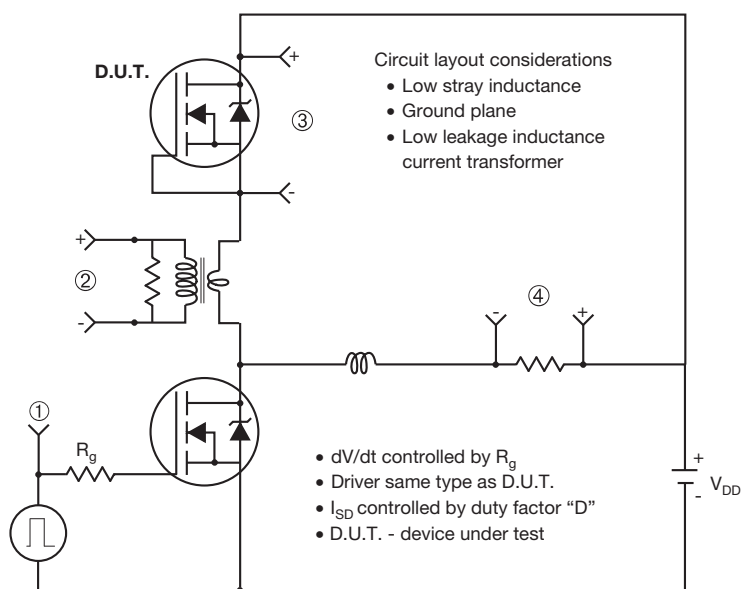 D.U.T.
+
③
-
Circuit layout considerations
• Low stray inductance
• Ground plane
• Low leakage inductance
current transformer
+
②
-
④
- +
①
Rg
• dV/dt controlled by Rg
• Driver same type as D.U.T.
• ISD controlled by duty factor “D”
• D.U.T. - device under test
+
VDD
-